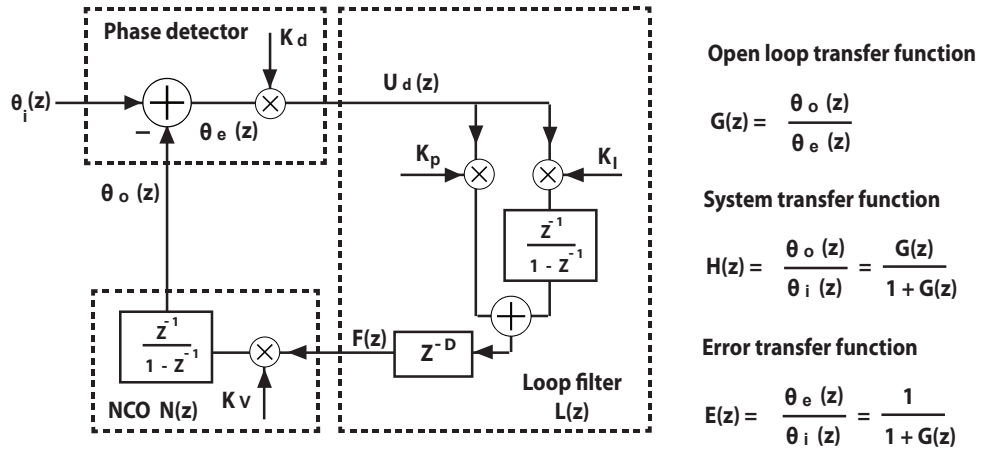 Phase detector
K d
θ i (z)
+
−
θ e (z)
×
U d (z)
K p
×
×
K I
Z -1
1 - Z -1
+
Z -D
Loop filter
L(z)
F(z)
×
K V
Z -1
1 - Z -1
NCO N(z)
θ o (z)
Open loop transfer function
G(z) = θ o (z) / θ e (z)
System transfer function
H(z) = θ o (z) / θ i (z) = G(z) / 1 + G(z)
Error transfer function
E(z) = θ e (z) / θ i (z) = 1 / 1 + G(z)